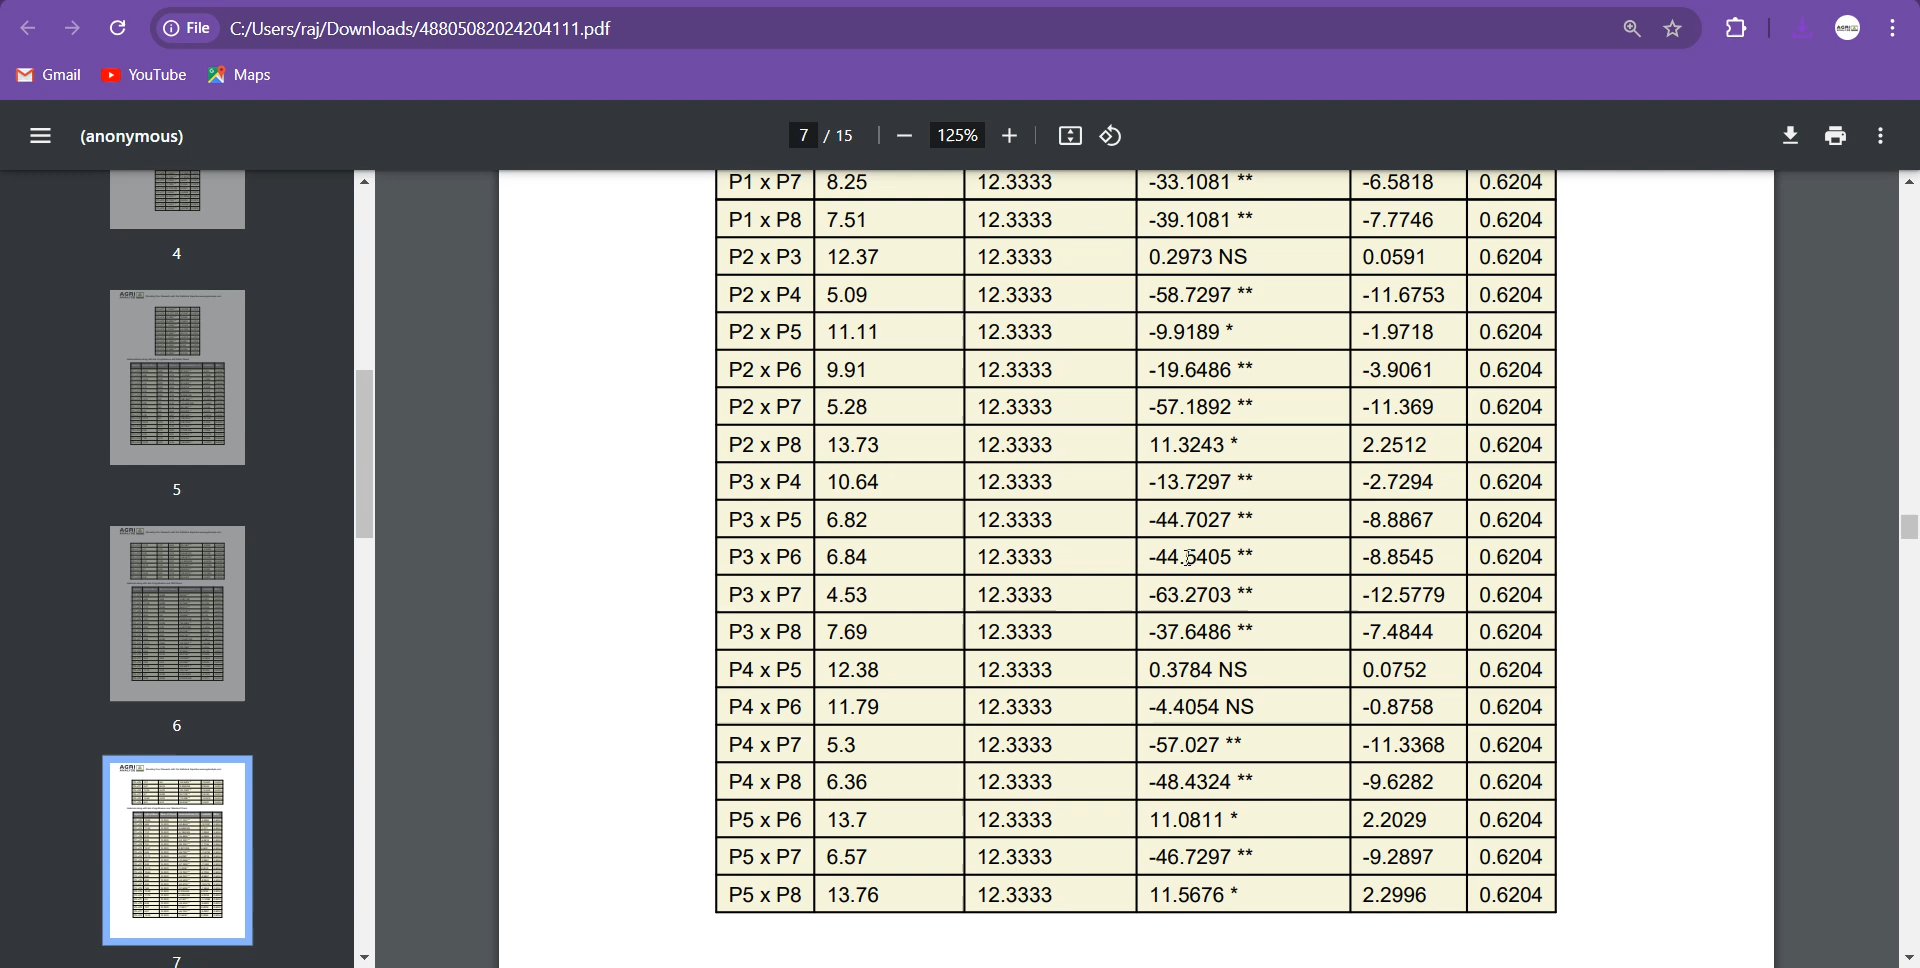 File C:/Users/raj/Downloads/48805082024204111.pdf
Gmail YouTube Maps
(anonymous) 7 / 15 125%
4
5
6
7
P1 x P7 8.25 12.3333 -33.1081 ** -6.5818 0.6204
P1 x P8 7.51 12.3333 -39.1081 ** -7.7746 0.6204
P2 x P3 12.37 12.3333 0.2973 NS 0.0591 0.6204
P2 x P4 5.09 12.3333 -58.7297 ** -11.6753 0.6204
P2 x P5 11.11 12.3333 -9.9189 * -1.9718 0.6204
P2 x P6 9.91 12.3333 -19.6486 ** -3.9061 0.6204
P2 x P7 5.28 12.3333 -57.1892 ** -11.369 0.6204
P2 x P8 13.73 12.3333 11.3243 * 2.2512 0.6204
P3 x P4 10.64 12.3333 -13.7297 ** -2.7294 0.6204
P3 x P5 6.82 12.3333 -44.7027 ** -8.8867 0.6204
P3 x P6 6.84 12.3333 -44.5405 ** -8.8545 0.6204
P3 x P7 4.53 12.3333 -63.2703 ** -12.5779 0.6204
P3 x P8 7.69 12.3333 -37.6486 ** -7.4844 0.6204
P4 x P5 12.38 12.3333 0.3784 NS 0.0752 0.6204
P4 x P6 11.79 12.3333 -4.4054 NS -0.8758 0.6204
P4 x P7 5.3 12.3333 -57.027 ** -11.3368 0.6204
P4 x P8 6.36 12.3333 -48.4324 ** -9.6282 0.6204
P5 x P6 13.7 12.3333 11.0811 * 2.2029 0.6204
P5 x P7 6.57 12.3333 -46.7297 ** -9.2897 0.6204
P5 x P8 13.76 12.3333 11.5676 * 2.2996 0.6204